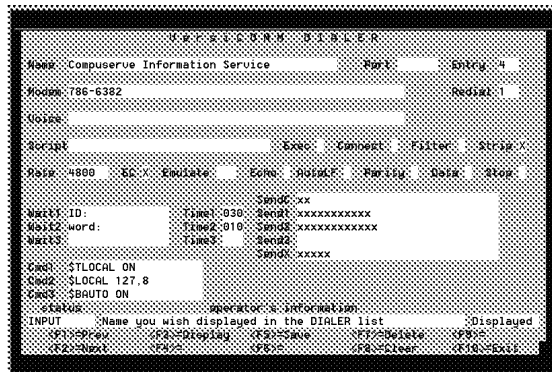 VersiCOMM DIALER
Name Compuserve Information Service Port Entry 4
Modem 786-6382 Redial 1
Voice
Script Exec Connect Filter Strip X
Rate 4800 EC X Emulate Echo AutoLF Parity Data Stop
SendC xx
Wait1 ID: Time1 030 Send1 xxxxxxxxxxx
Wait2 word: Time2 010 Send2 xxxxxxxxxxxx
Wait3 Time3 Send3
SendX xxxxx
Cmd1 $TLOCAL ON
Cmd2 $LOCAL 127,8
Cmd3 $BAUTO ON
status operator's information
INPUT Name you wish displayed in the DIALER list Displayed
<F1>=Prev <F3>=Display <F5>=Save <F7>=Delete <F9>=
<F2>=Next <F4>= <F6>= <F8>=Clear <F10>=Exit